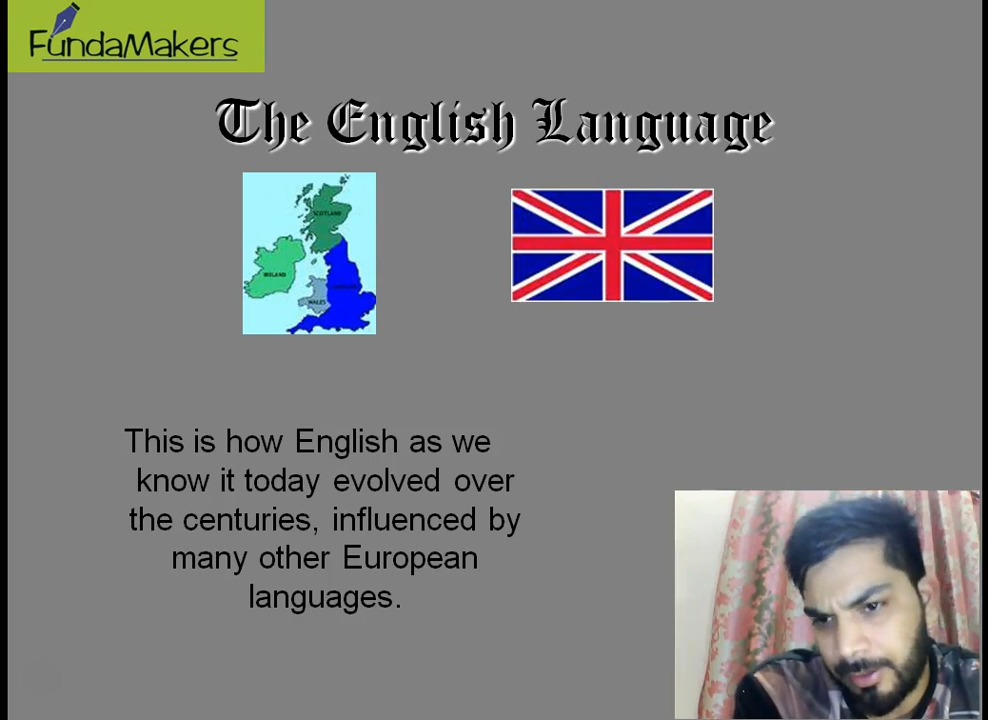 FundaMakers
The English Language
SCOTLAND
IRELAND
WALES
This is how English as we
know it today evolved over
the centuries, influenced by
many other European
languages.